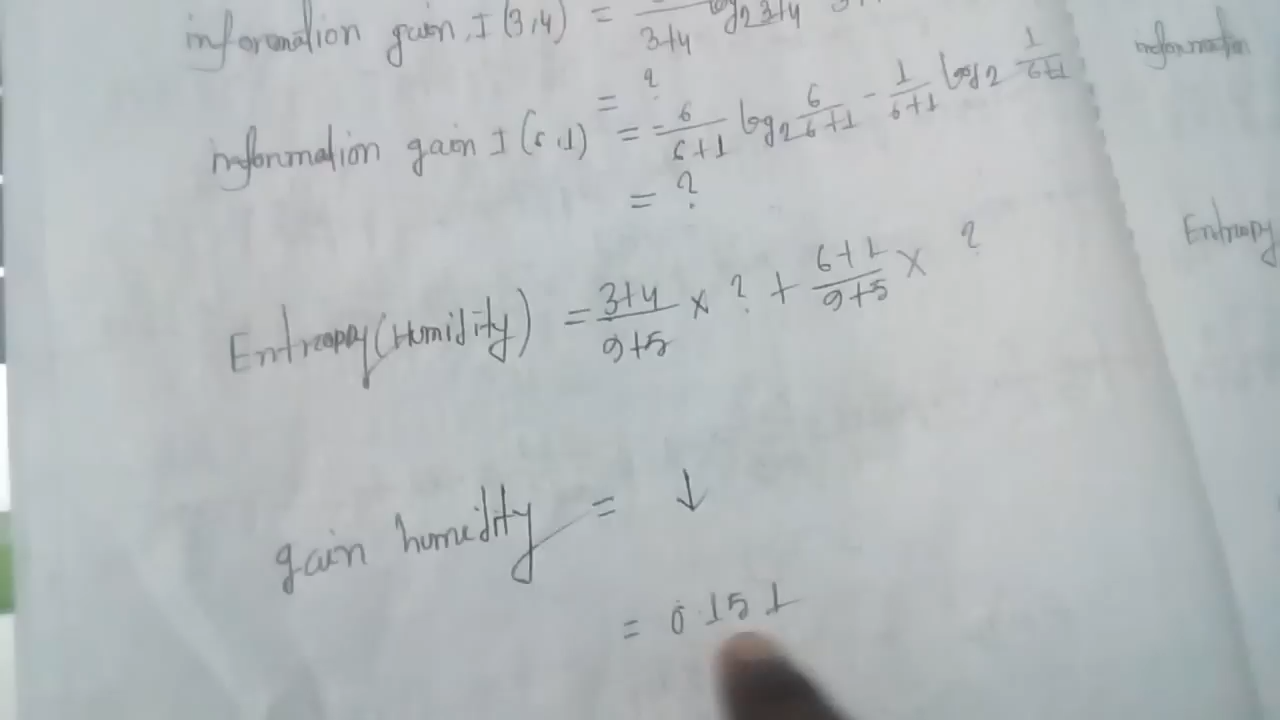 information gain, I (3,4) = 3+4 log2 3+4
= ?
information gain I (6,1) = - 6/6+1 log2 6/6+1 - 1/6+1 log2 1/6+1
= ?
Entropy(Humidity) = 3+4/9+5 × ? + 6+1/9+5 × ?
gain humidity = ↓
= 0.151
information
Entropy